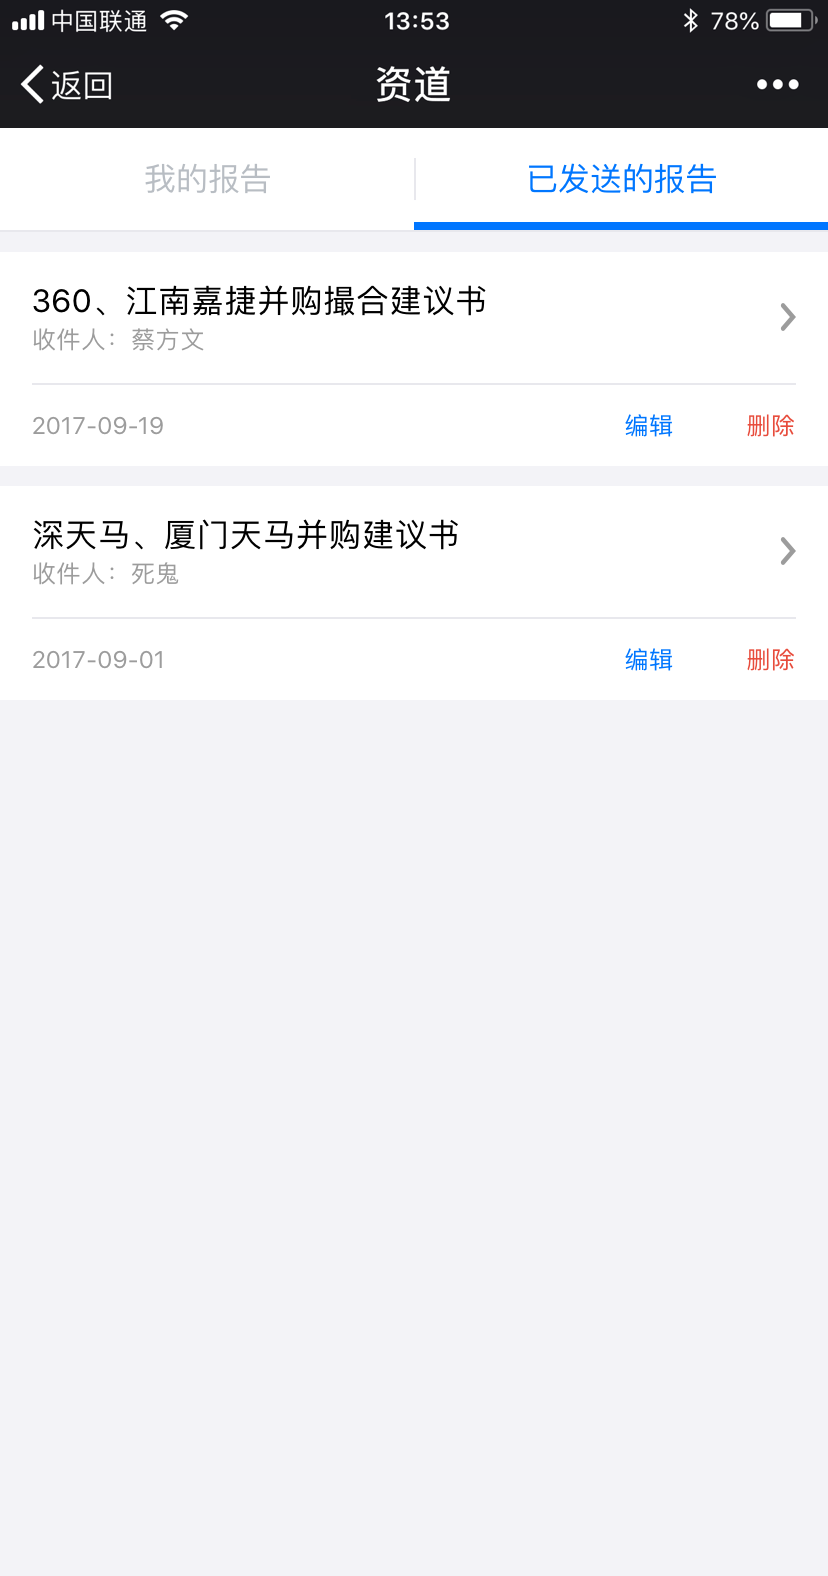 中国联通 13:53 78%
返回 资道
我的报告 已发送的报告
360、江南嘉捷并购撮合建议书
收件人：蔡方文
2017-09-19 编辑 删除
深天马、厦门天马并购建议书
收件人：死鬼
2017-09-01 编辑 删除